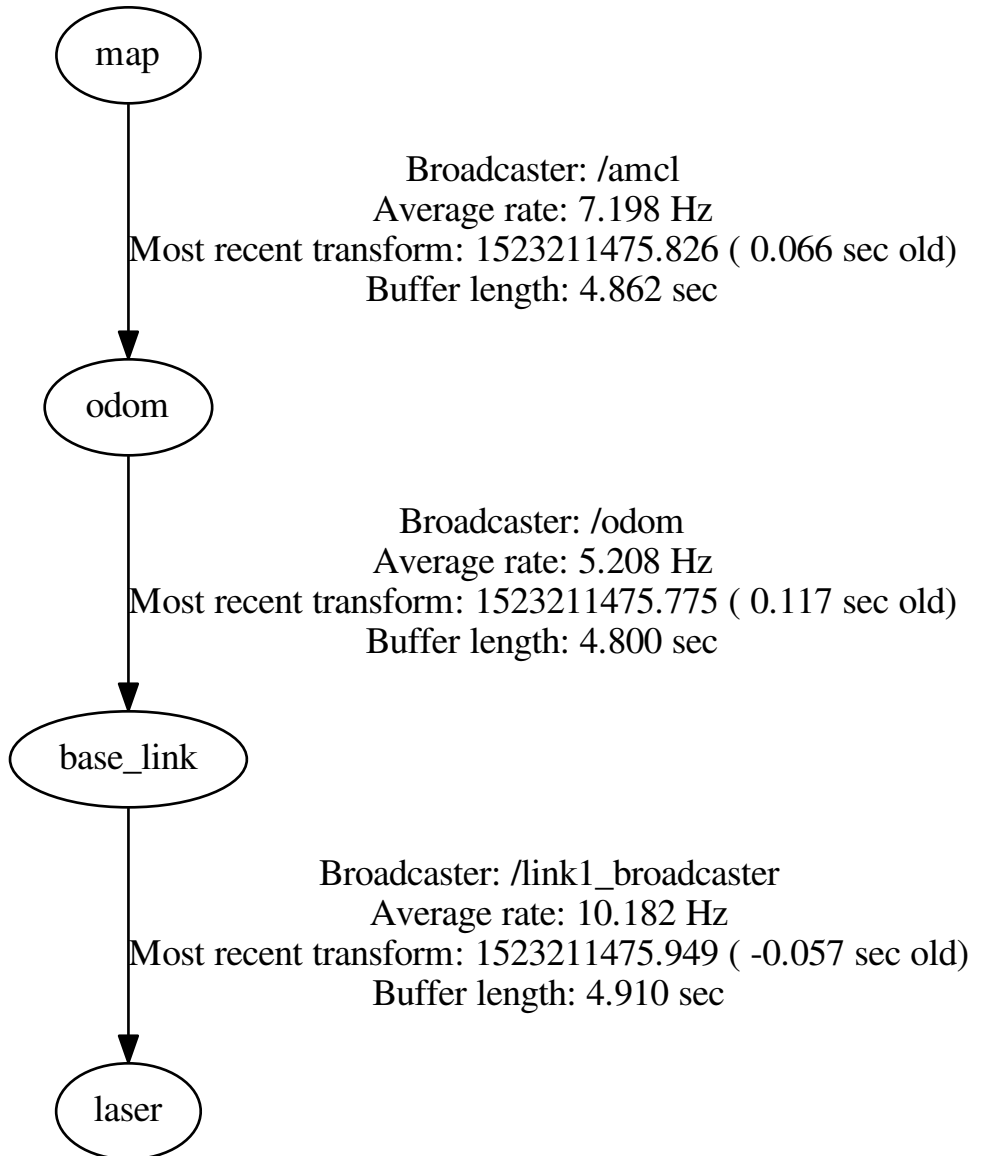 map
Broadcaster: /amcl
Average rate: 7.198 Hz
Most recent transform: 1523211475.826 ( 0.066 sec old)
Buffer length: 4.862 sec
odom
Broadcaster: /odom
Average rate: 5.208 Hz
Most recent transform: 1523211475.775 ( 0.117 sec old)
Buffer length: 4.800 sec
base_link
Broadcaster: /link1_broadcaster
Average rate: 10.182 Hz
Most recent transform: 1523211475.949 ( -0.057 sec old)
Buffer length: 4.910 sec
laser